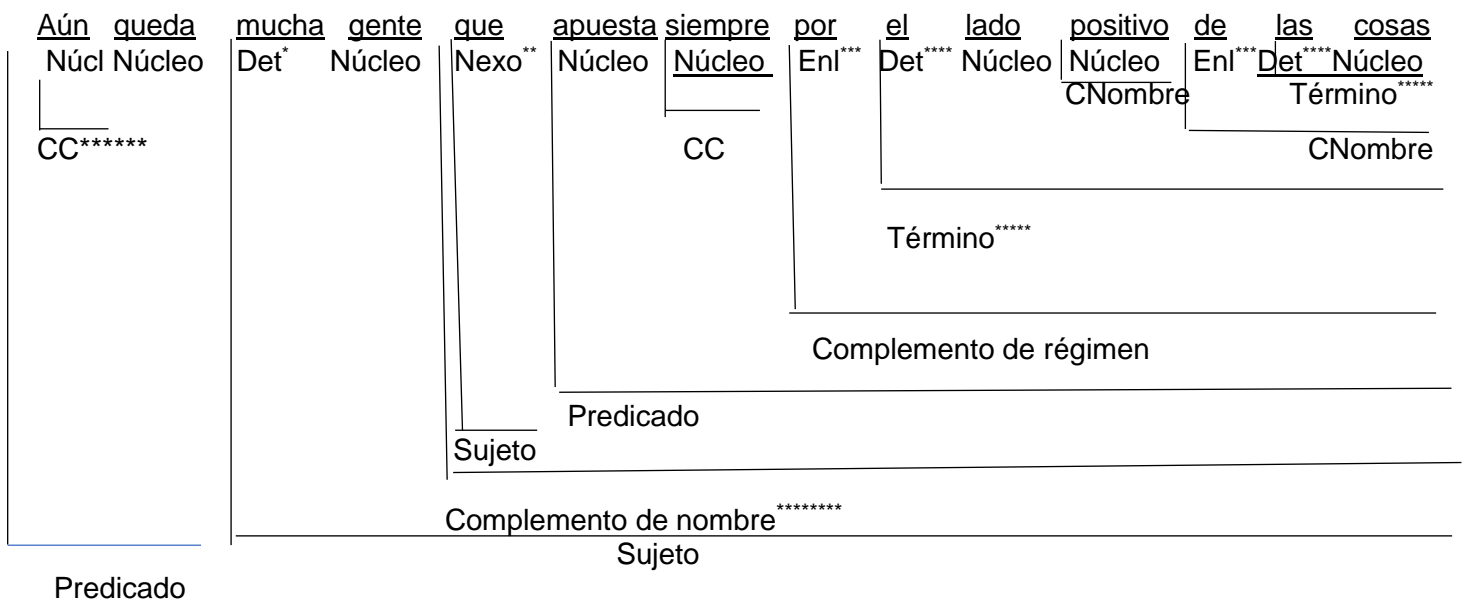 Aún queda mucha gente que apuesta siempre por el lado positivo de las cosas
Núcl Núcleo Det* Núcleo Nexo** Núcleo Núcleo Enl*** Det**** Núcleo Núcleo Enl*** Det**** Núcleo
CNombre Término*****
CC****** CC CNombre
Término*****
Complemento de régimen
Predicado
Sujeto
Complemento de nombre********
Sujeto
Predicado